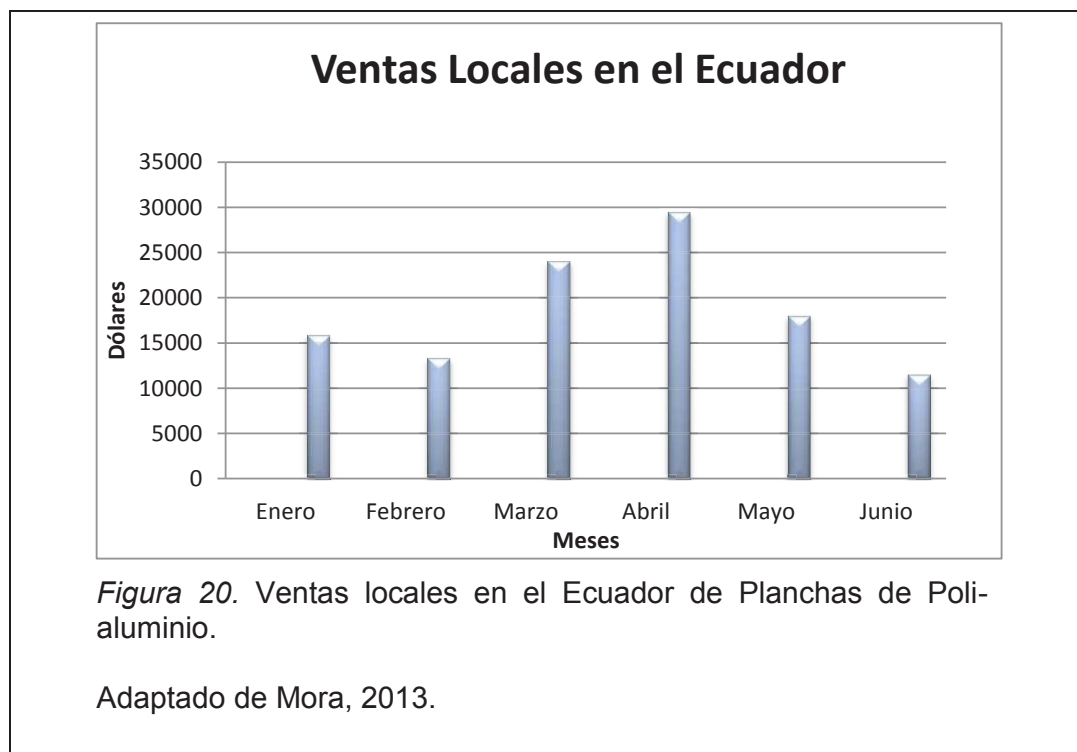 Ventas Locales en el Ecuador
35000
30000
25000
20000
15000
10000
5000
0
Dólares
Enero Febrero Marzo Abril Mayo Junio
Meses
Figura 20. Ventas locales en el Ecuador de Planchas de Poli-
aluminio.
Adaptado de Mora, 2013.